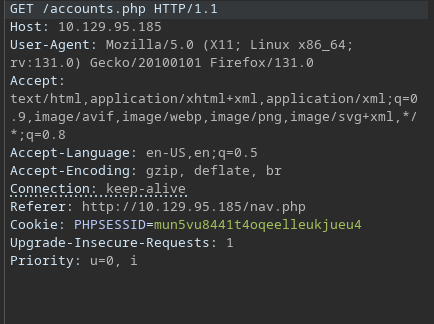 GET /accounts.php HTTP/1.1
Host: 10.129.95.185
User-Agent: Mozilla/5.0 (X11; Linux x86_64;
rv:131.0) Gecko/20100101 Firefox/131.0
Accept:
text/html,application/xhtml+xml,application/xml;q=0
.9,image/avif,image/webp,image/png,image/svg+xml,*/
*;q=0.8
Accept-Language: en-US,en;q=0.5
Accept-Encoding: gzip, deflate, br
Connection: keep-alive
Referer: http://10.129.95.185/nav.php
Cookie: PHPSESSID=mun5vu8441t4oqeelleukjueu4
Upgrade-Insecure-Requests: 1
Priority: u=0, i